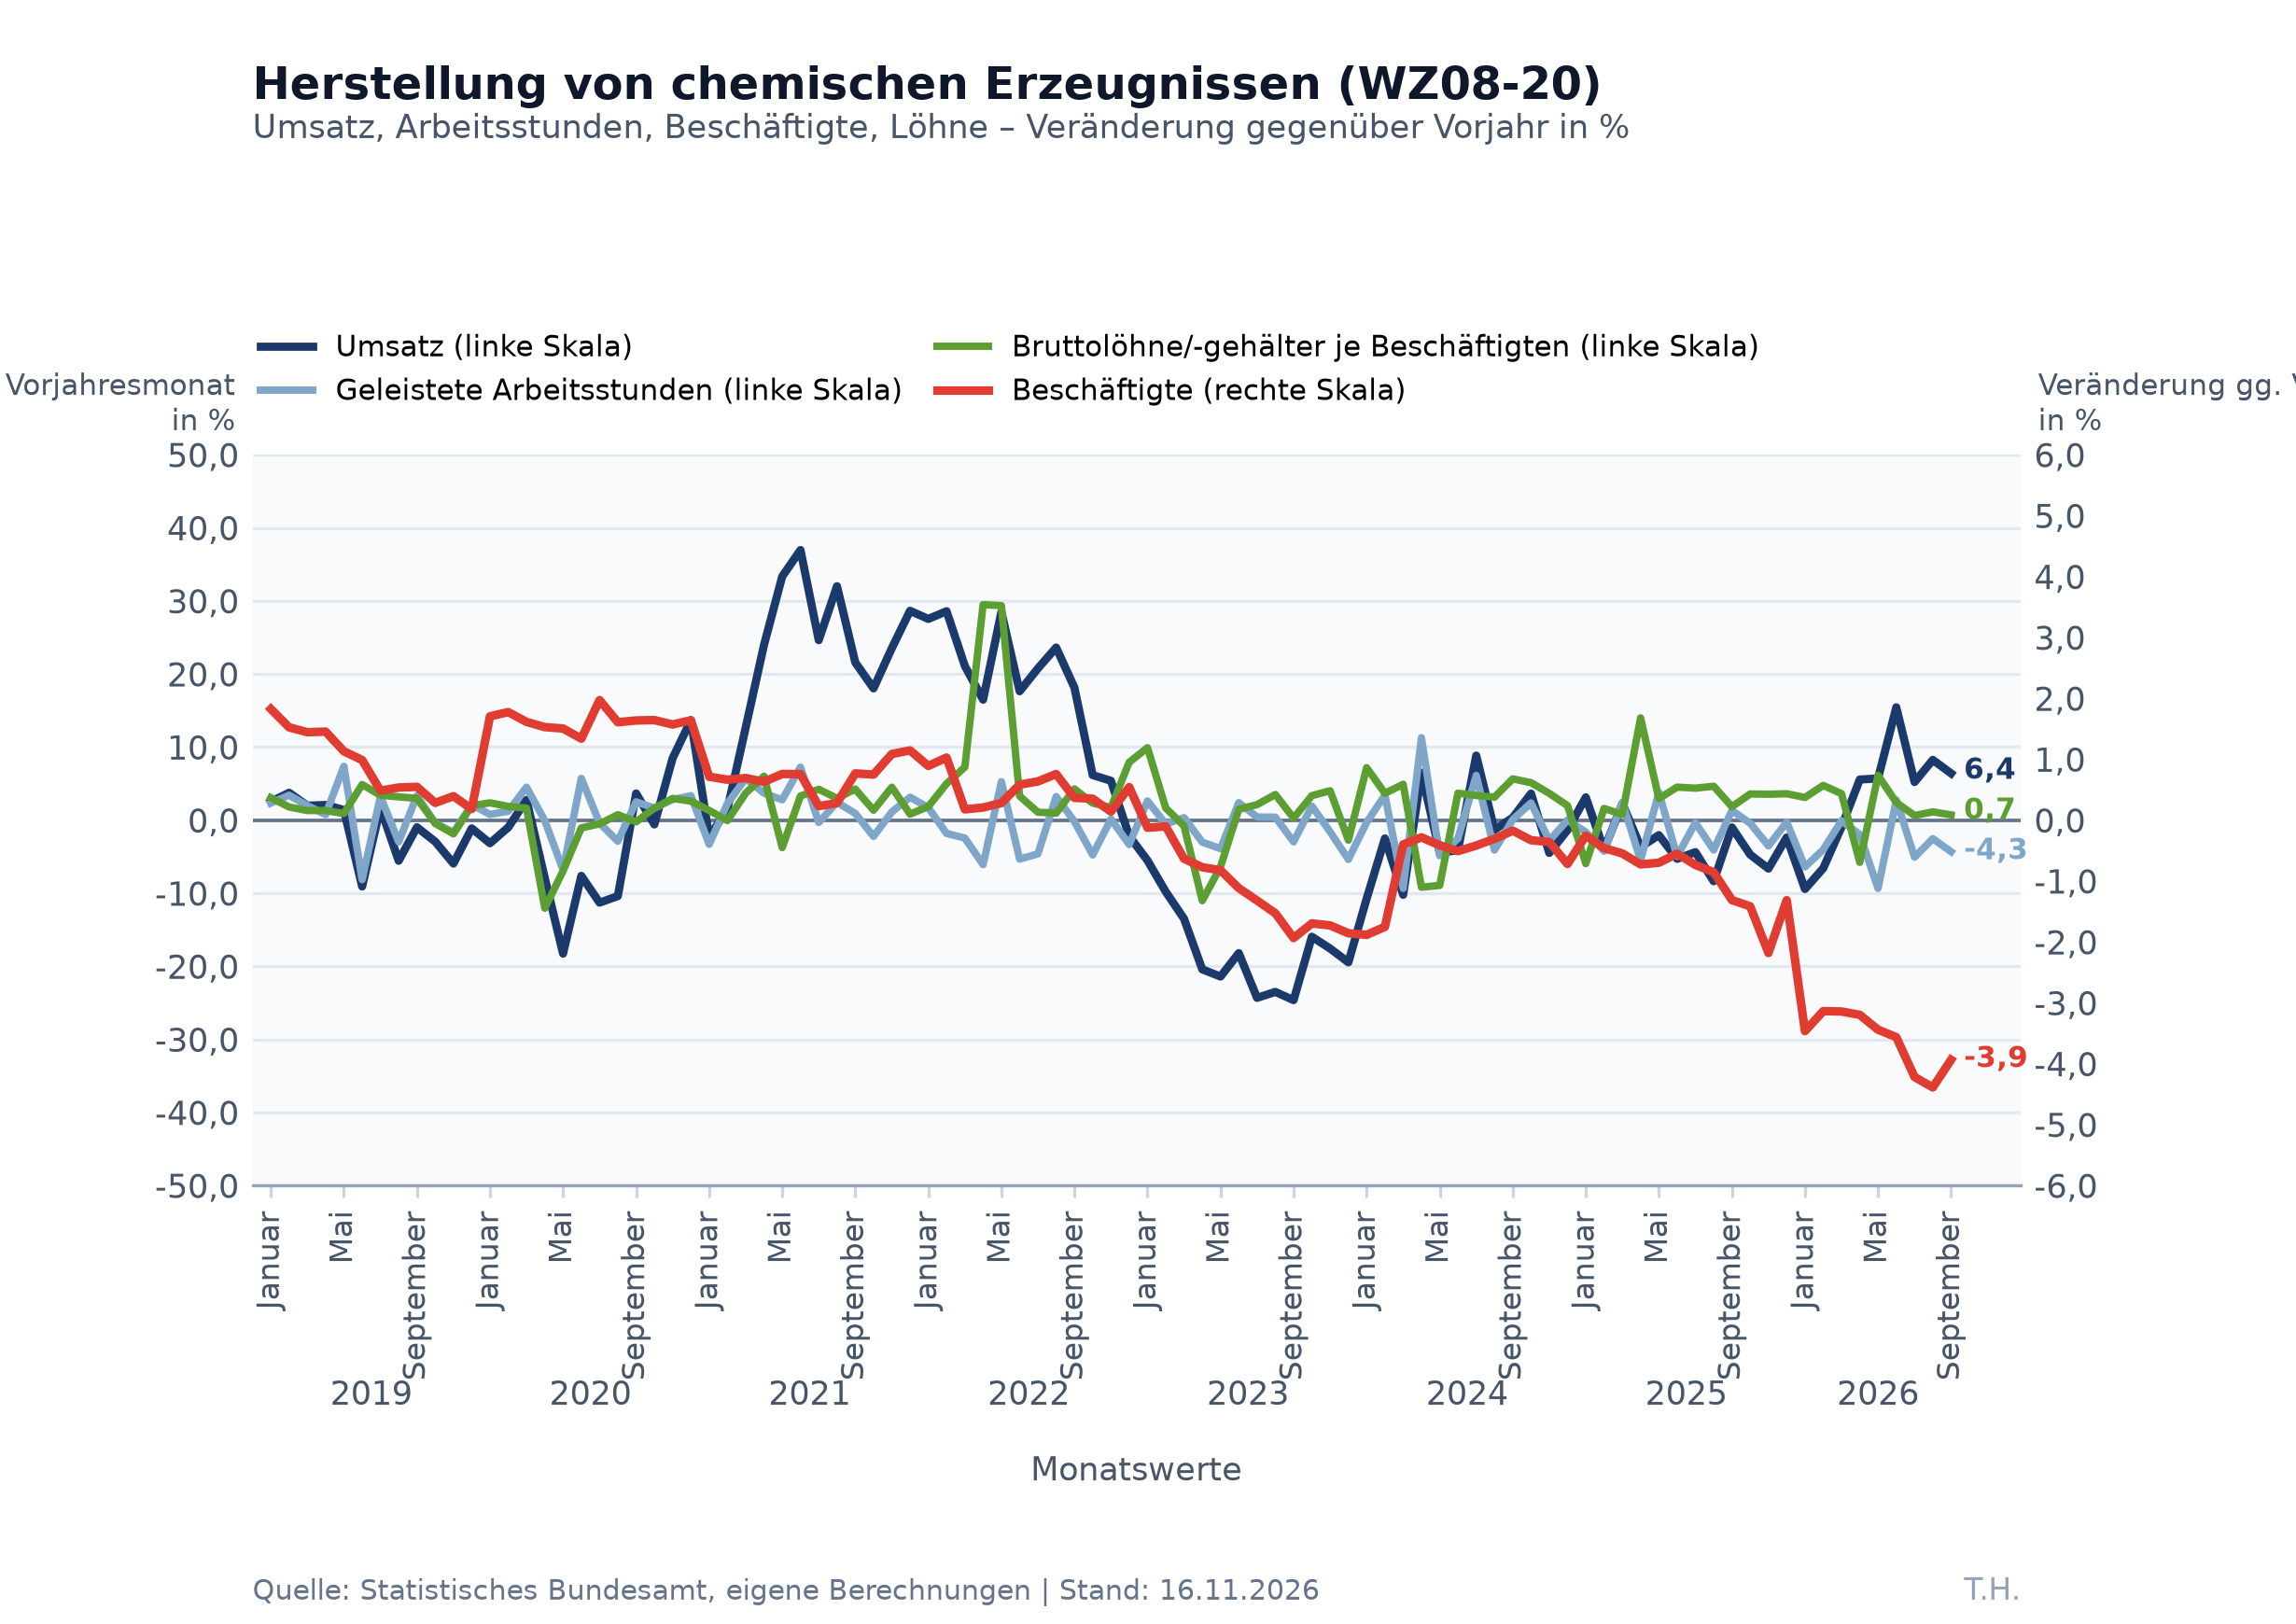 Herstellung von chemischen Erzeugnissen (WZ08-20)
Umsatz, Arbeitsstunden, Beschäftigte, Löhne – Veränderung gegenüber Vorjahr in %
Umsatz (linke Skala)
Bruttolöhne/-gehälter je Beschäftigten (linke Skala)
Geleistete Arbeitsstunden (linke Skala)
Beschäftigte (rechte Skala)
Vorjahresmonat
in %
Veränderung gg.
in %
50,0
40,0
30,0
20,0
10,0
0,0
-10,0
-20,0
-30,0
-40,0
-50,0
6,0
5,0
4,0
3,0
2,0
1,0
0,0
-1,0
-2,0
-3,0
-4,0
-5,0
-6,0
6,4
0,7
-4,3
-3,9
Januar
Mai
September
Januar
Mai
September
Januar
Mai
September
Januar
Mai
September
Januar
Mai
September
Januar
Mai
September
Januar
Mai
September
Januar
Mai
September
2019
2020
2021
2022
2023
2024
2025
2026
Monatswerte
Quelle: Statistisches Bundesamt, eigene Berechnungen | Stand: 16.11.2026
T.H.